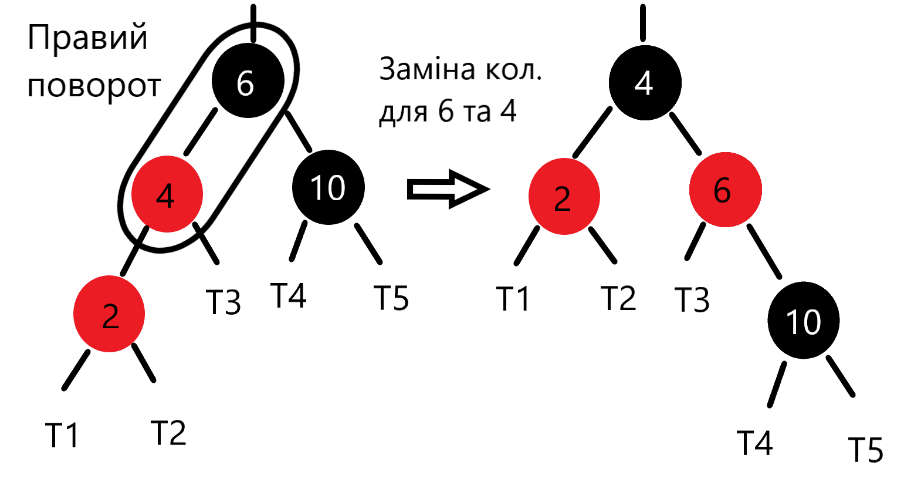 Правий
поворот
6
4
10
2
T3
T4
T5
T1
T2
Заміна кол.
для 6 та 4
4
2
6
T1
T2
T3
10
T4
T5